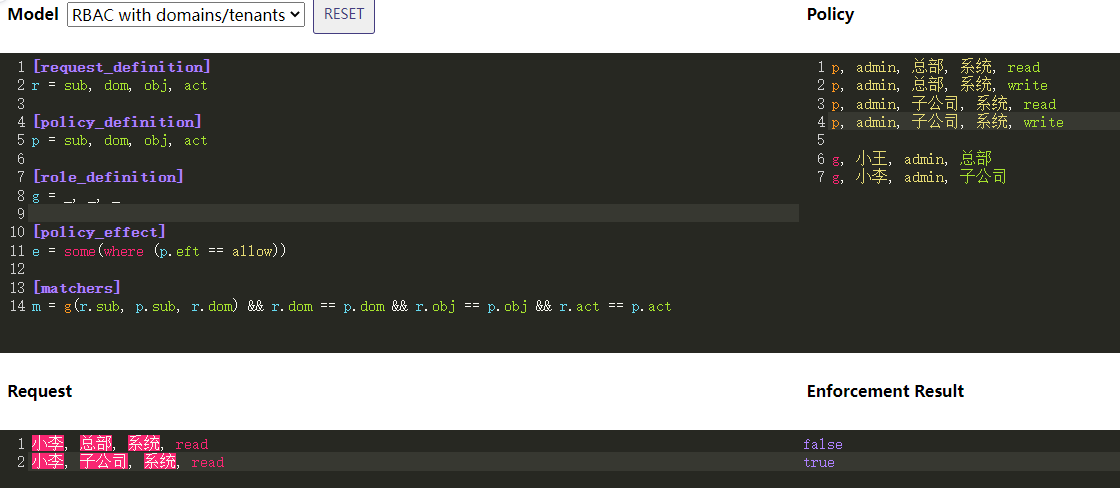 Model RBAC with domains/tenants RESET
1 [request_definition]
2 r = sub, dom, obj, act
3
4 [policy_definition]
5 p = sub, dom, obj, act
6
7 [role_definition]
8 g = _, _, _
9
10 [policy_effect]
11 e = some(where (p.eft == allow))
12
13 [matchers]
14 m = g(r.sub, p.sub, r.dom) && r.dom == p.dom && r.obj == p.obj && r.act == p.act
Policy
1 p, admin, 总部, 系统, read
2 p, admin, 总部, 系统, write
3 p, admin, 子公司, 系统, read
4 p, admin, 子公司, 系统, write
5
6 g, 小王, admin, 总部
7 g, 小李, admin, 子公司
Request
1 小李, 总部, 系统, read
2 小李, 子公司, 系统, read
Enforcement Result
false
true